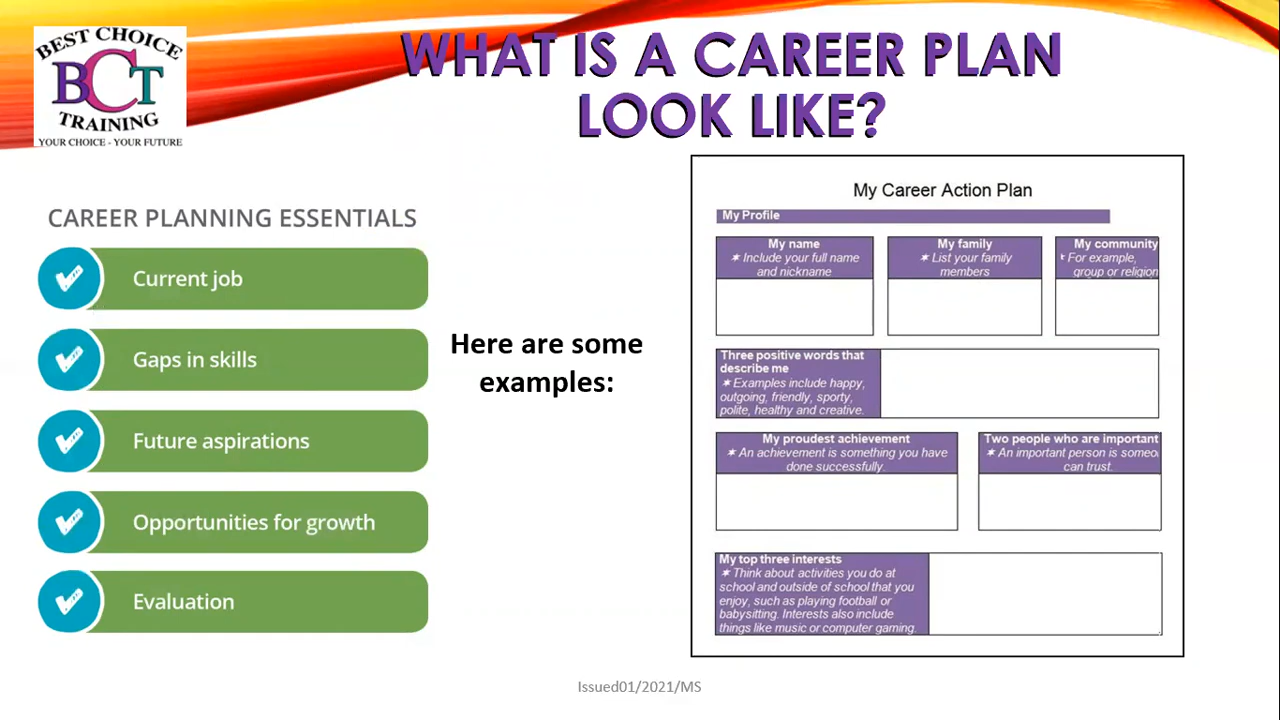 BEST CHOICE
BCT
TRAINING
YOUR CHOICE - YOUR FUTURE
WHAT IS A CAREER PLAN
LOOK LIKE?
CAREER PLANNING ESSENTIALS
Current job
Gaps in skills
Future aspirations
Opportunities for growth
Evaluation
Here are some
examples:
My Career Action Plan
My Profile
My name
✶ Include your full name
and nickname
My family
✶ List your family
members
My community
For example,
group or religion
Three positive words that
describe me
✶ Examples include happy,
outgoing, friendly, sporty,
polite, healthy and creative.
My proudest achievement
✶ An achievement is something you have
done successfully.
Two people who are important
✶ An important person is someo
can trust.
My top three interests
✶ Think about activities you do at
school and outside of school that you
enjoy, such as playing football or
babysitting. Interests also include
things like music or computer gaming.
Issued01/2021/MS